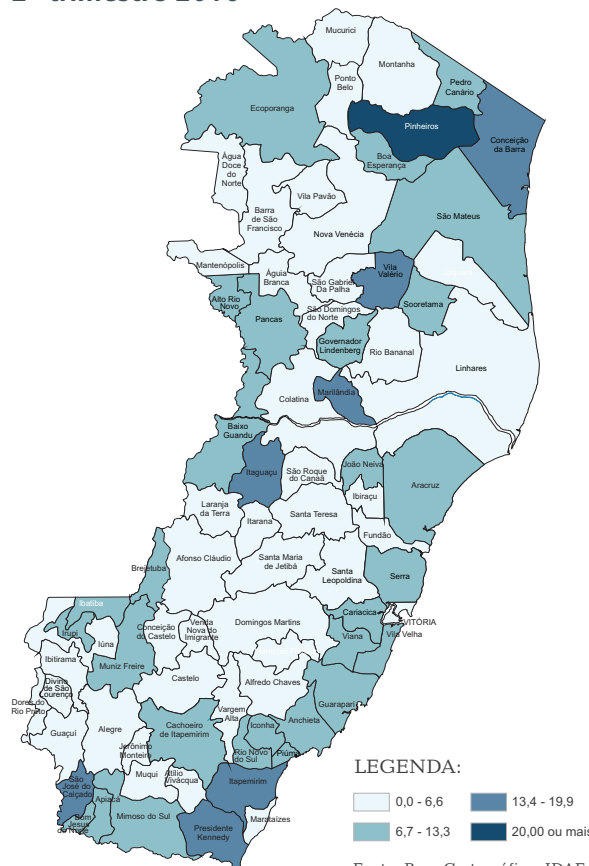 Mucurici
Montanha
Ponto
Belo
Pedro
Canário
Ecoporanga
Pinheiros
Conceição
da Barra
Boa
Esperança
Água
Doce
do
Norte
Vila Pavão
Barra
de São
Francisco
São Mateus
Nova Venécia
Mantenópolis
Águia
Branca
São Gabriel
Da Palha
Vila
Valério
Alto Rio
Novo
São Domingos
do Norte
Sooretama
Pancas
Governador
Lindenberg
Rio Bananal
Linhares
Colatina
Marilândia
Baixo
Guandu
Itaguaçu
São Roque
do Canaã
João Neiva
Aracruz
Ibiraçu
Laranja
da Terra
Itarana
Santa Teresa
Fundão
Afonso Cláudio
Santa Maria
de Jetibá
Brejetuba
Santa
Leopoldina
Serra
Ibatiba
Cariacica
VITÓRIA
Vila Velha
Viana
Irupi
Iúna
Conceição
do Castelo
Venda
Nova do
Imigrante
Domingos Martins
Ibitirama
Muniz Freire
Castelo
Alfredo Chaves
Divino
de São
Lourenço
Dores do
Rio Preto
Guarapari
Vargem
Alta
Anchieta
Guaçuí
Alegre
Cachoeiro
de Itapemirim
Iconha
Jerônimo
Monteiro
Rio Novo
do Sul
Piúma
Muqui
Atílio
Vivácqua
Itapemirim
São
José do
Calçado
Apiacá
Mimoso do Sul
Bom
Jesus
do Norte
Presidente
Kennedy
Marataízes
LEGENDA:
0,0 - 6,6
13,4 - 19,9
6,7 - 13,3
20,00 ou mais